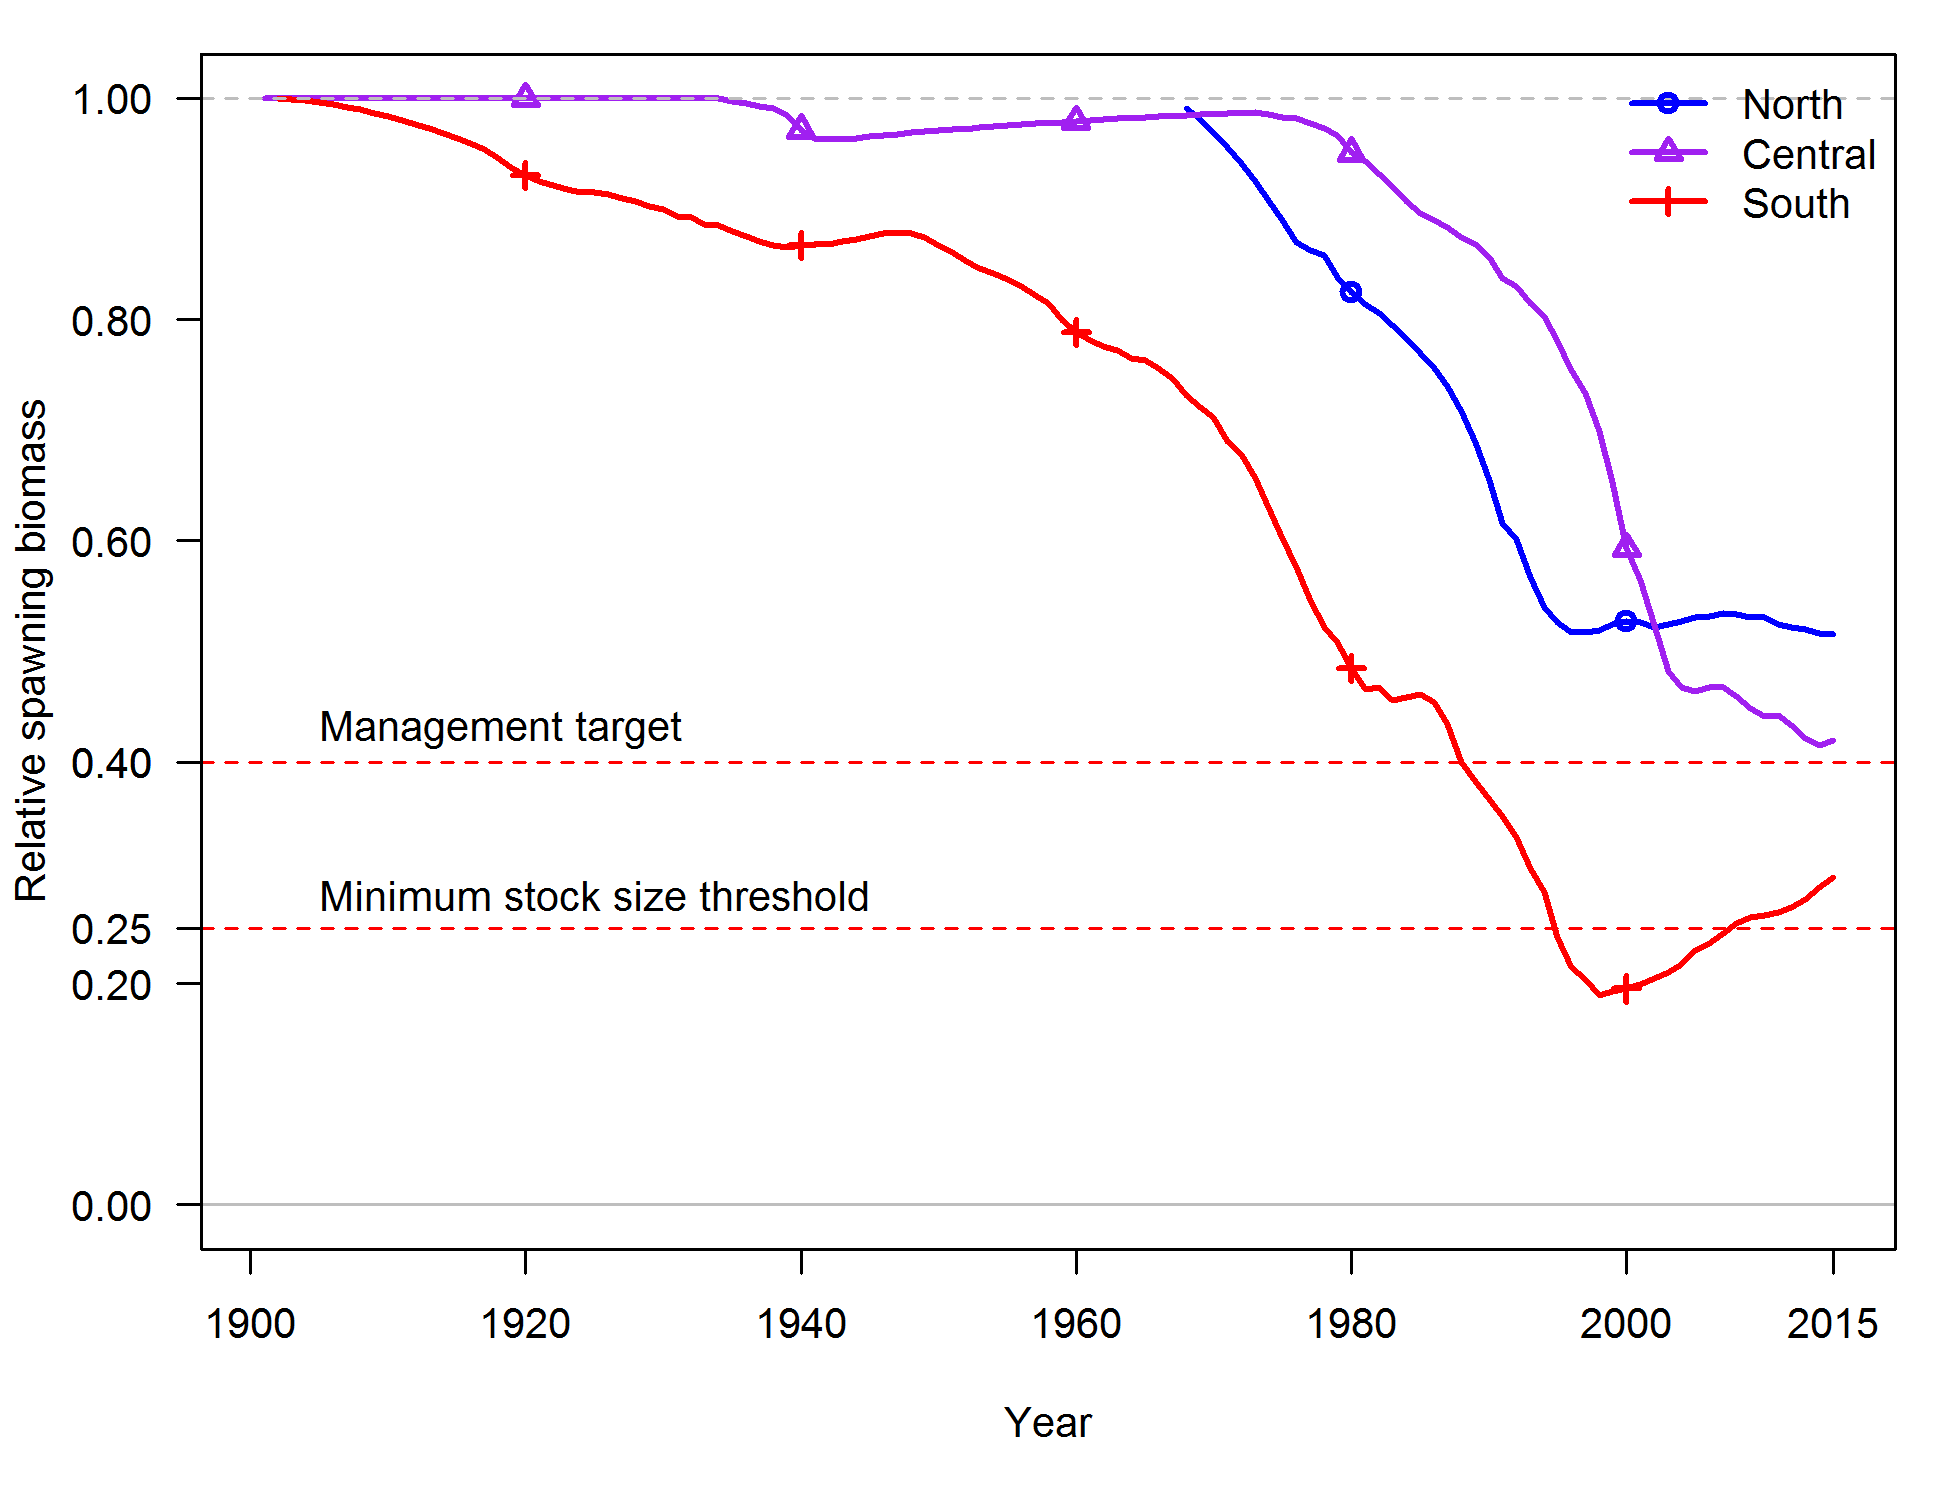 1.00
0.80
0.60
0.40
0.25
0.20
0.00
Relative spawning biomass
North
Central
South
Management target
Minimum stock size threshold
1900 1920 1940 1960 1980 2000 2015
Year